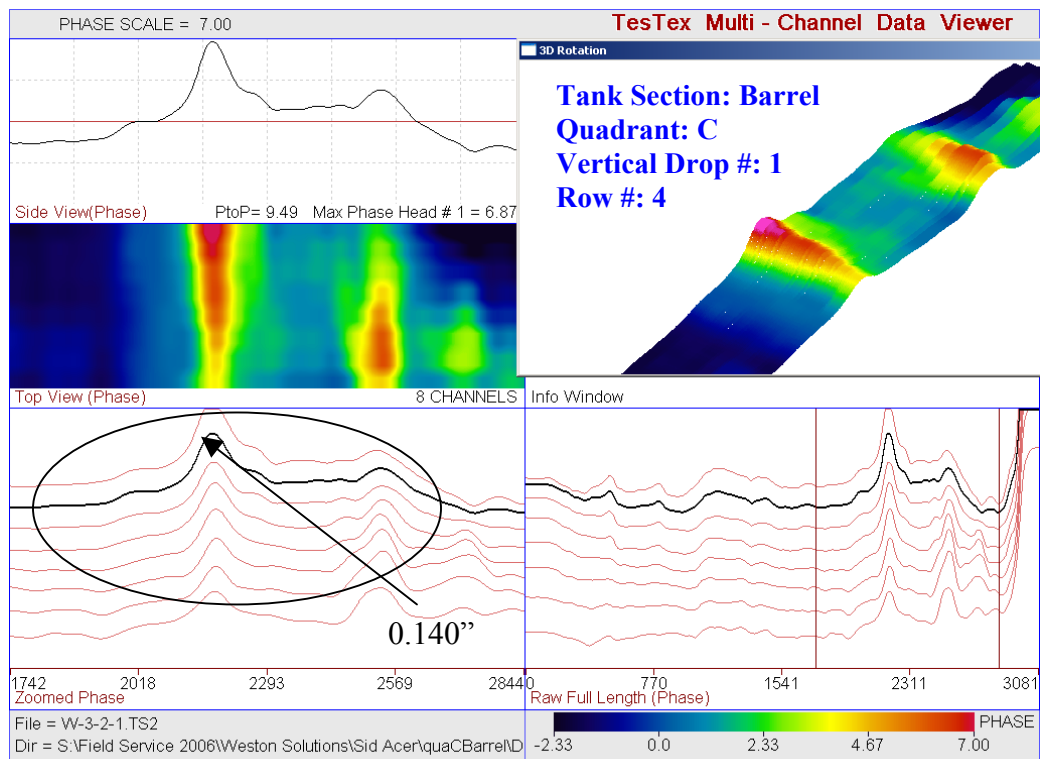 PHASE SCALE = 7.00
TesTex Multi - Channel Data Viewer
3D Rotation
Tank Section: Barrel
Quadrant: C
Vertical Drop #: 1
Row #: 4
Side View(Phase) PtoP= 9.49 Max Phase Head # 1 = 6.87
Top View (Phase) 8 CHANNELS
Info Window
0.140”
1742 2018 2293 2569 2844
Zoomed Phase
0 770 1541 2311 3081
Raw Full Length (Phase)
File = W-3-2-1.TS2
Dir = S:\Field Service 2006\Weston Solutions\Sid Acer\quaCBarrel\D
PHASE
-2.33 0.0 2.33 4.67 7.00